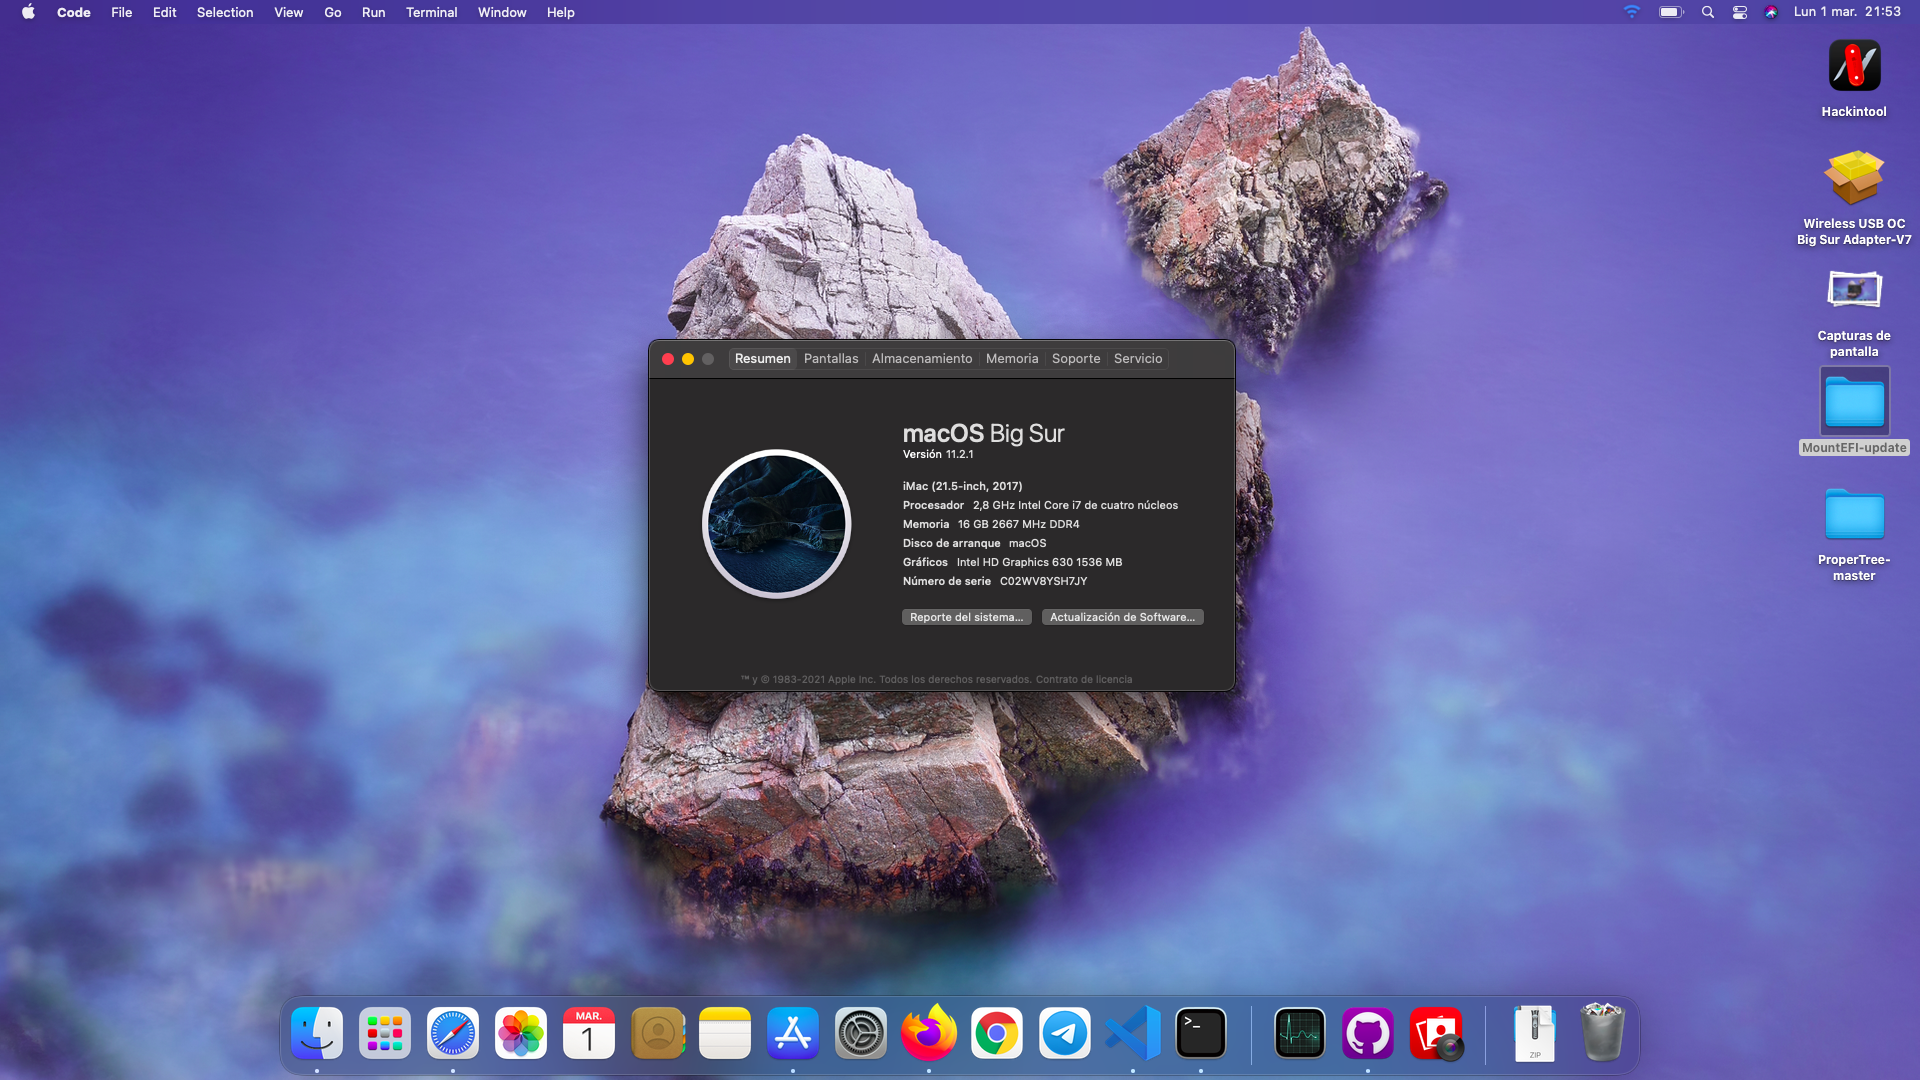 Code File Edit Selection View Go Run Terminal Window Help Lun 1 mar. 21:53
Hackintool
Wireless USB OC
Big Sur Adapter-V7
Capturas de
pantalla
MountEFI-update
ProperTree-
master
Resumen Pantallas Almacenamiento Memoria Soporte Servicio
macOS Big Sur
Versión 11.2.1
iMac (21.5-inch, 2017)
Procesador 2,8 GHz Intel Core i7 de cuatro núcleos
Memoria 16 GB 2667 MHz DDR4
Disco de arranque macOS
Gráficos Intel HD Graphics 630 1536 MB
Número de serie C02WV8YSH7JY
Reporte del sistema... Actualización de Software...
™ y © 1983-2021 Apple Inc. Todos los derechos reservados. Contrato de licencia
MAR.
1
>_
ZIP